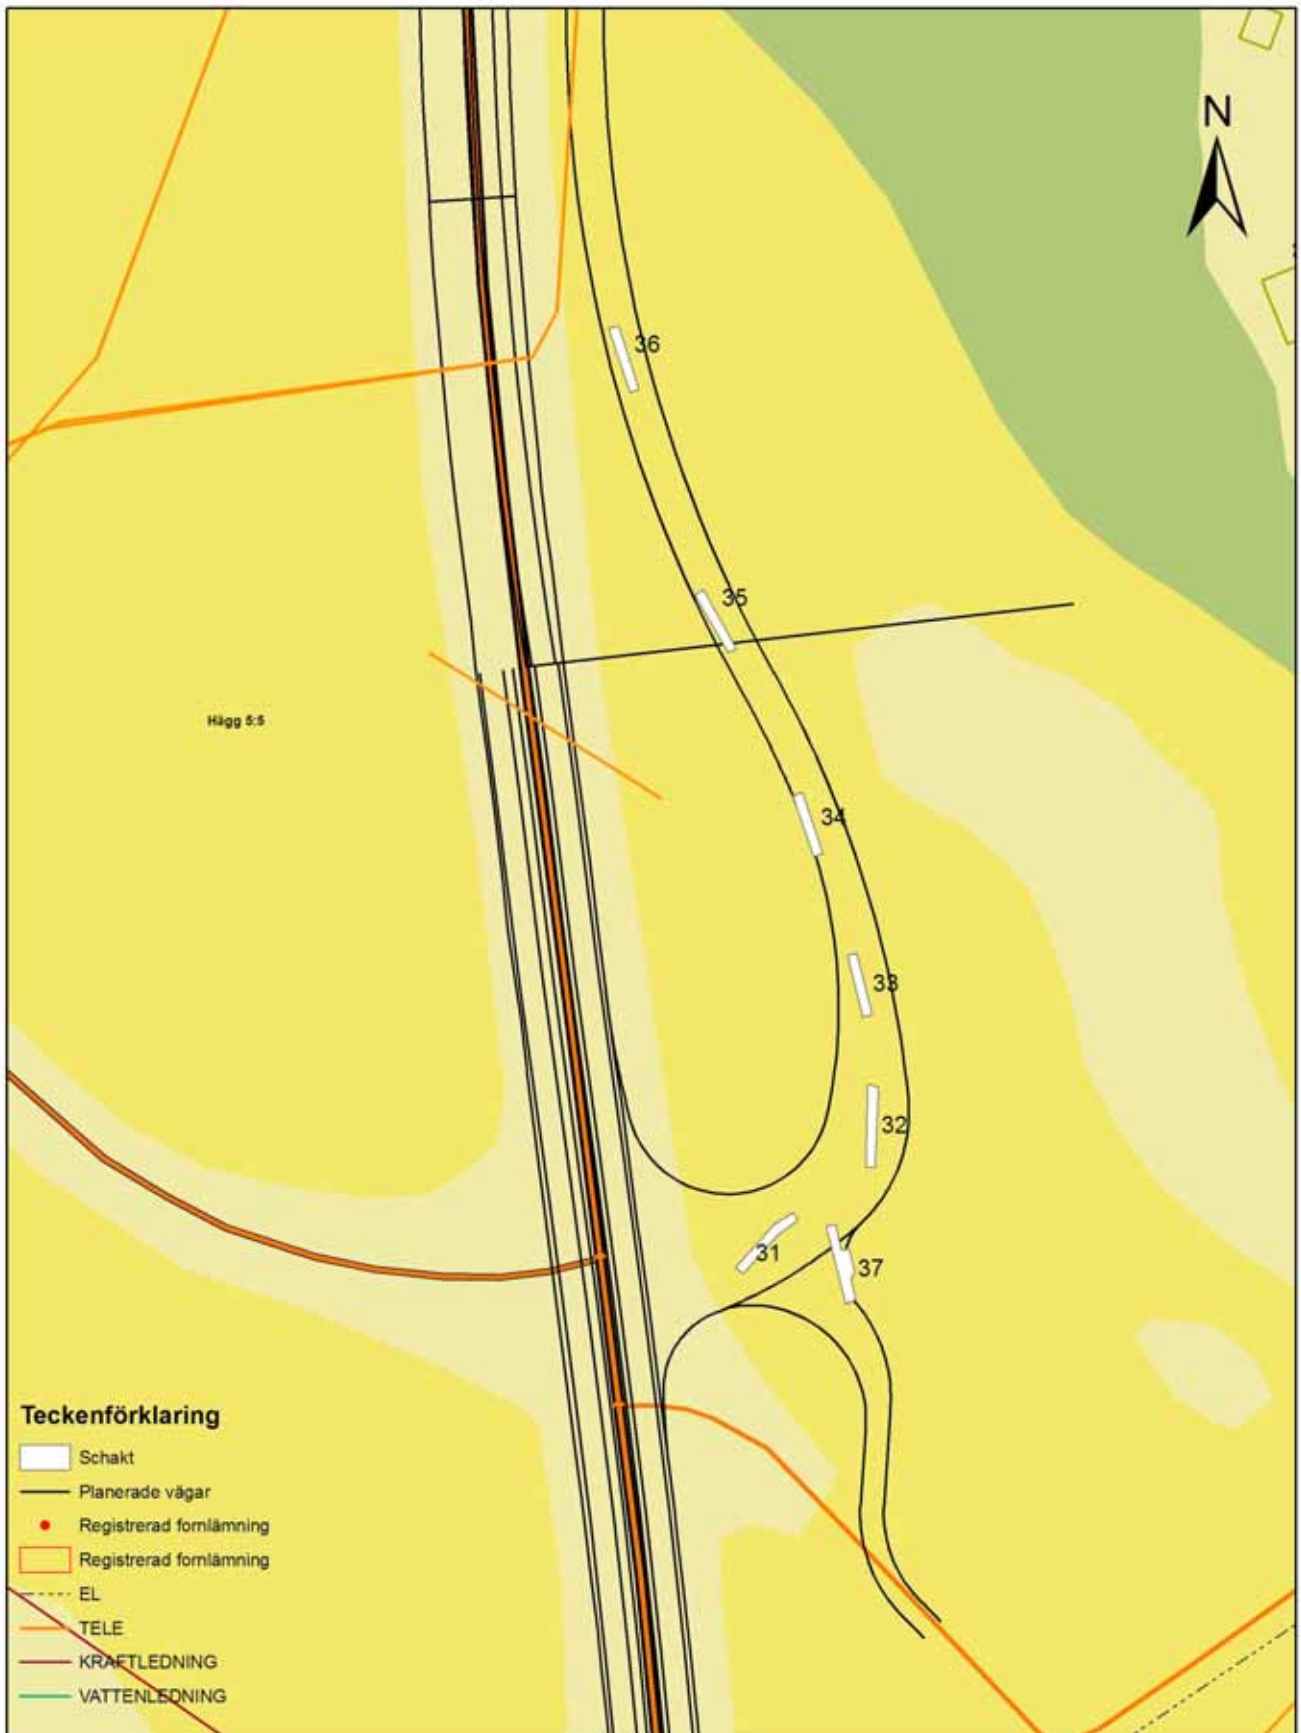 N
36
35
Hägg 5:5
34
33
32
31
37
Teckenförklaring
Schakt
Planerade vägar
Registrerad fornlämning
Registrerad fornlämning
EL
TELE
KRAFTLEDNING
VATTENLEDNING